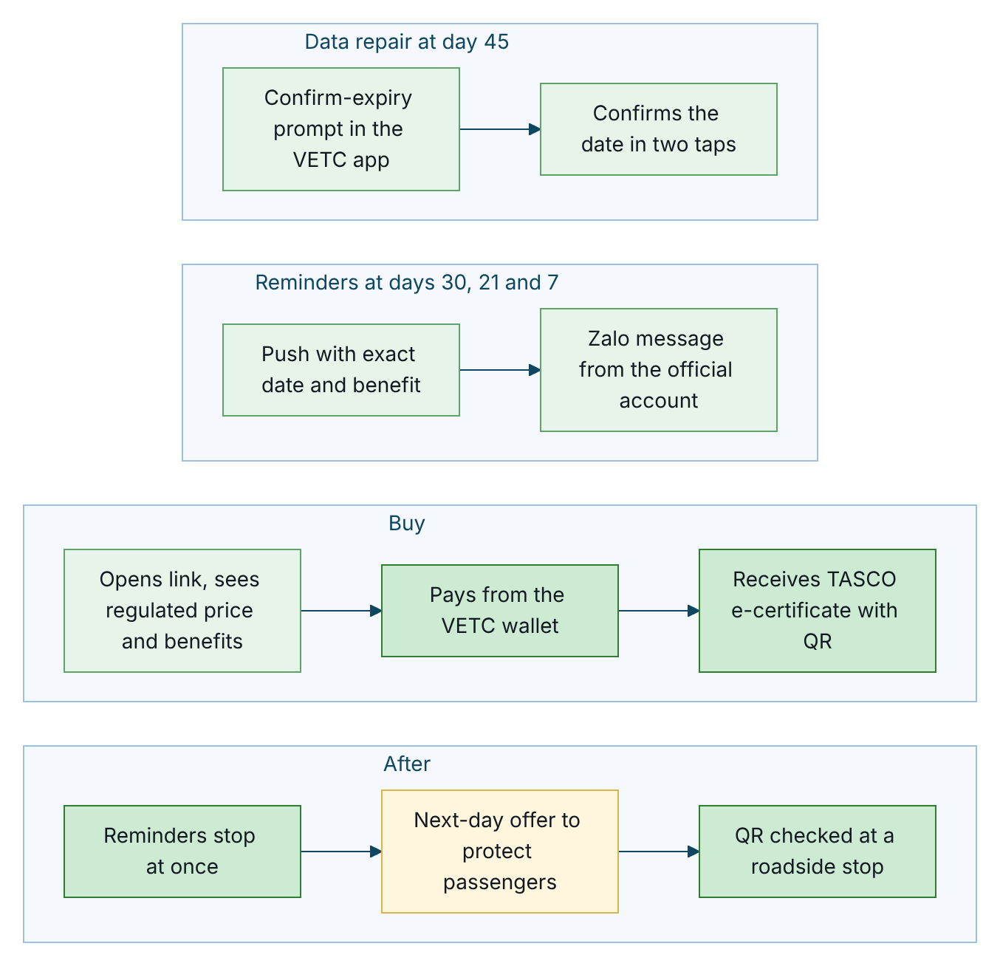 Data repair at day 45
Confirm-expiry
prompt in the
VETC app
Confirms the
date in two taps
Reminders at days 30, 21 and 7
Push with exact
date and benefit
Zalo message
from the official
account
Buy
Opens link, sees
regulated price
and benefits
Pays from the
VETC wallet
Receives TASCO
e-certificate with
QR
After
Reminders stop
at once
Next-day offer to
protect
passengers
QR checked at a
roadside stop